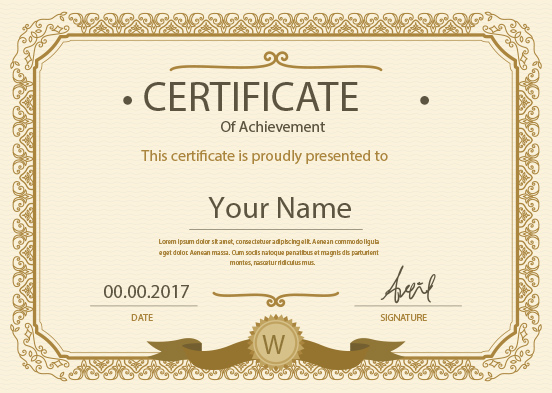 CERTIFICATE
Of Achievement
This certificate is proudly presented to
Your Name
Lorem ipsum dolor sit amet, consectetuer adipiscing elit. Aenean commodo ligula
eget dolor. Aenean massa. Cum sociis natoque penatibus et magnis dis parturient
montes, nascetur ridiculus mus.
00.00.2017
DATE
SIGNATURE
W